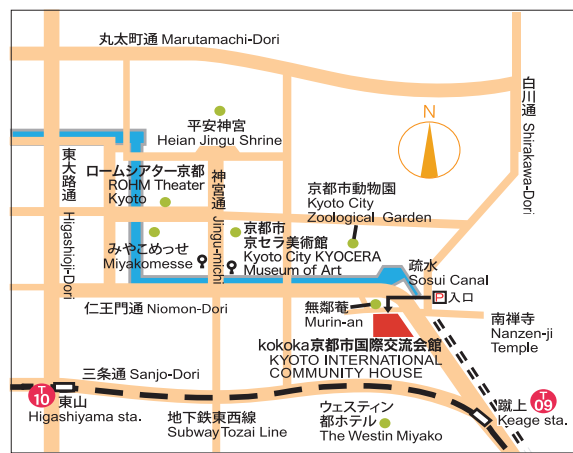 丸太町通 Marutamachi-Dori
白川通 Shirakawa-Dori
N
平安神宮
Heian Jingu Shrine
東大路通 Higashioji-Dori
ロームシアター京都
ROHM Theater
Kyoto
神宮通 Jingu-michi
京都市動物園
Kyoto City
Zoological Garden
みやこめっせ
Miyakomesse
京都市
京セラ美術館
Kyoto City KYOCERA
Museum of Art
疏水
Sosui Canal
P 入口
仁王門通 Niomon-Dori
無鄰菴
Murin-an
南禅寺
Nanzen-ji
Temple
kokoka京都市国際交流会館
KYOTO INTERNATIONAL
COMMUNITY HOUSE
三条通 Sanjo-Dori
T
10
東山
Higashiyama sta.
地下鉄東西線
Subway Tozai Line
ウェスティン
都ホテル
The Westin Miyako
蹴上
Keage sta.
T
09